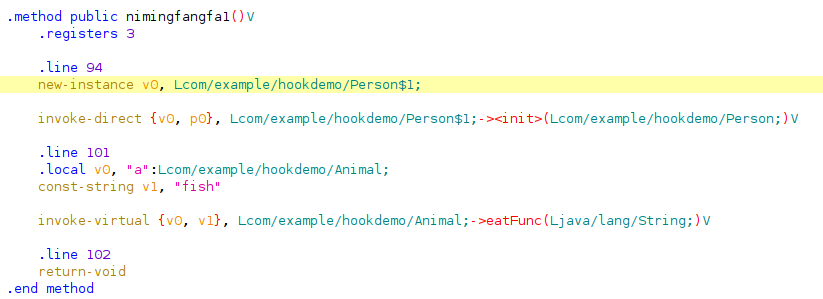 .method public nimingfangfa1()V
.registers 3
.line 94
new-instance v0, Lcom/example/hookdemo/Person$1;
invoke-direct {v0, p0}, Lcom/example/hookdemo/Person$1;-><init>(Lcom/example/hookdemo/Person;)V
.line 101
.local v0, "a":Lcom/example/hookdemo/Animal;
const-string v1, "fish"
invoke-virtual {v0, v1}, Lcom/example/hookdemo/Animal;->eatFunc(Ljava/lang/String;)V
.line 102
return-void
.end method